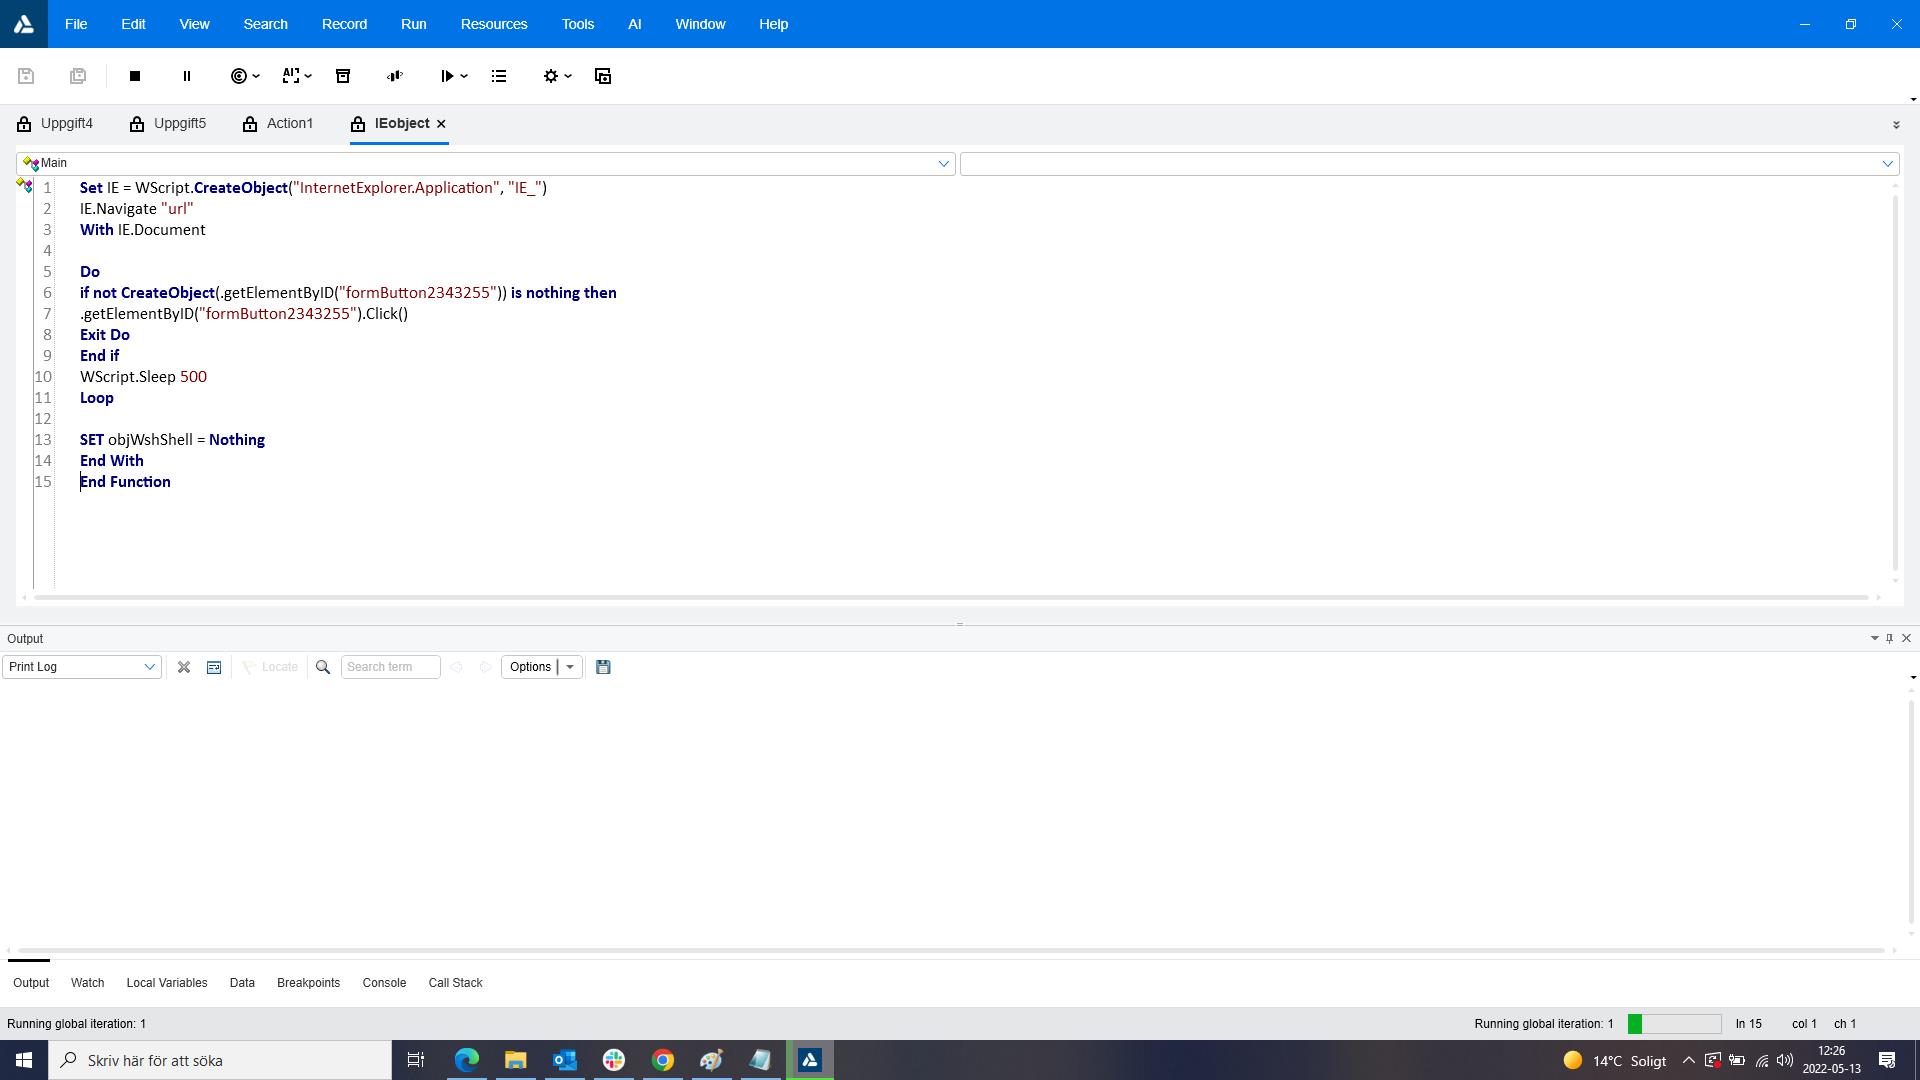 File Edit View Search Record Run Resources Tools AI Window Help
AI
Uppgift4 Uppgift5 Action1 IEobject
Main
1 Set IE = WScript.CreateObject("InternetExplorer.Application", "IE_")
2 IE.Navigate "url"
3 With IE.Document
4
5 Do
6 if not CreateObject(.getElementByID("formButton2343255")) is nothing then
7 .getElementByID("formButton2343255").Click()
8 Exit Do
9 End if
10 WScript.Sleep 500
11 Loop
12
13 SET objWshShell = Nothing
14 End With
15 End Function
Output
Print Log Locate Search term Options
Output Watch Local Variables Data Breakpoints Console Call Stack
Running global iteration: 1 Running global iteration: 1 ln 15 col 1 ch 1
Skriv här för att söka 14°C Soligt 12:26
2022-05-13